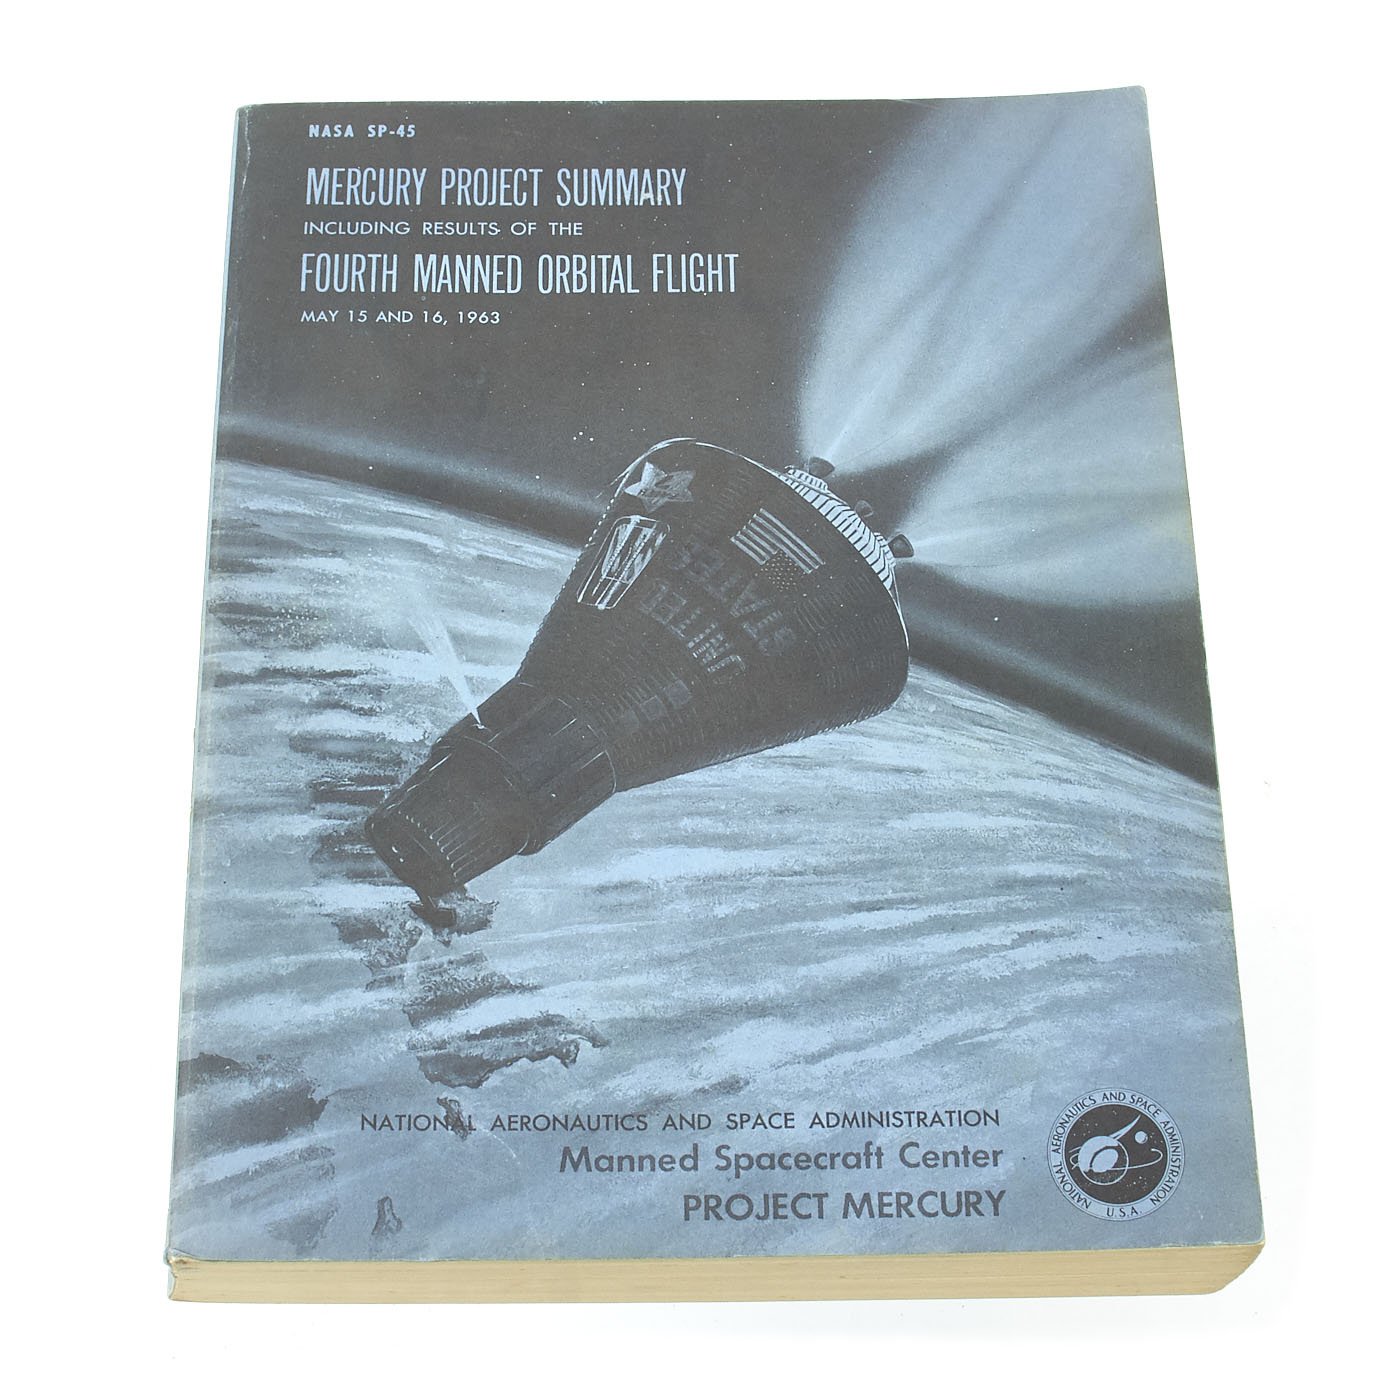 NASA SP-45
MERCURY PROJECT SUMMARY
INCLUDING RESULTS OF THE
FOURTH MANNED ORBITAL FLIGHT
MAY 15 AND 16, 1963
UNITED
STATES
NATIONAL AERONAUTICS AND SPACE ADMINISTRATION
Manned Spacecraft Center
PROJECT MERCURY
NATIONAL AERONAUTICS AND SPACE ADMINISTRATION
U.S.A.